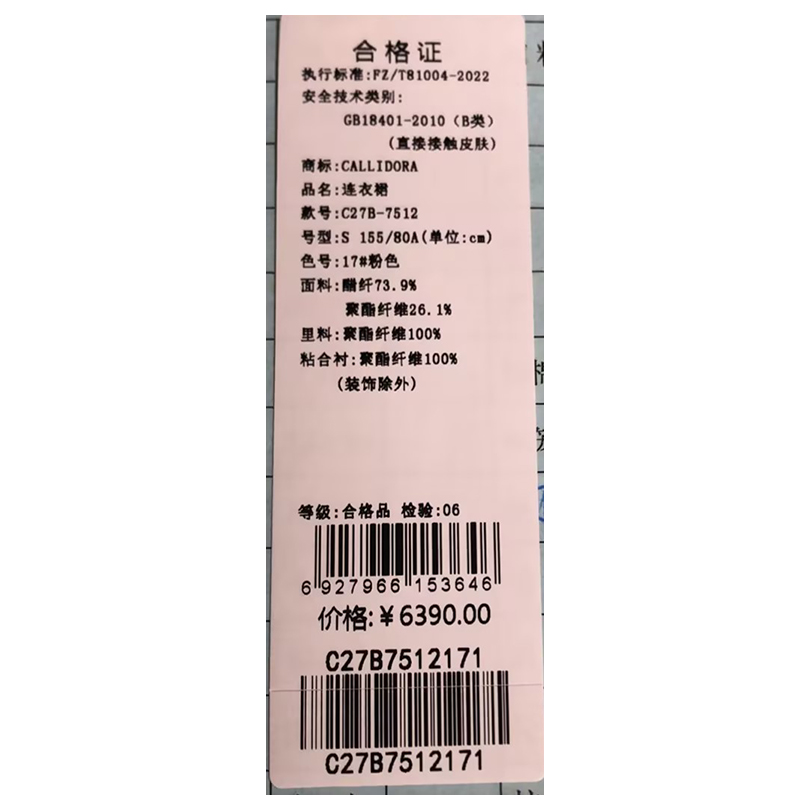 合格证
执行标准:FZ/T81004-2022
安全技术类别:
GB18401-2010(B类)
(直接接触皮肤)
商标:CALLIDORA
品名:连衣裙
款号:C27B-7512
号型:S 155/80A(单位:cm)
色号:17#粉色
面料:醋纤73.9%
聚酯纤维26.1%
里料:聚酯纤维100%
粘合衬:聚酯纤维100%
(装饰除外)
等级:合格品 检验:06
6 927966 153646
价格:¥6390.00
C27B7512171
C27B7512171